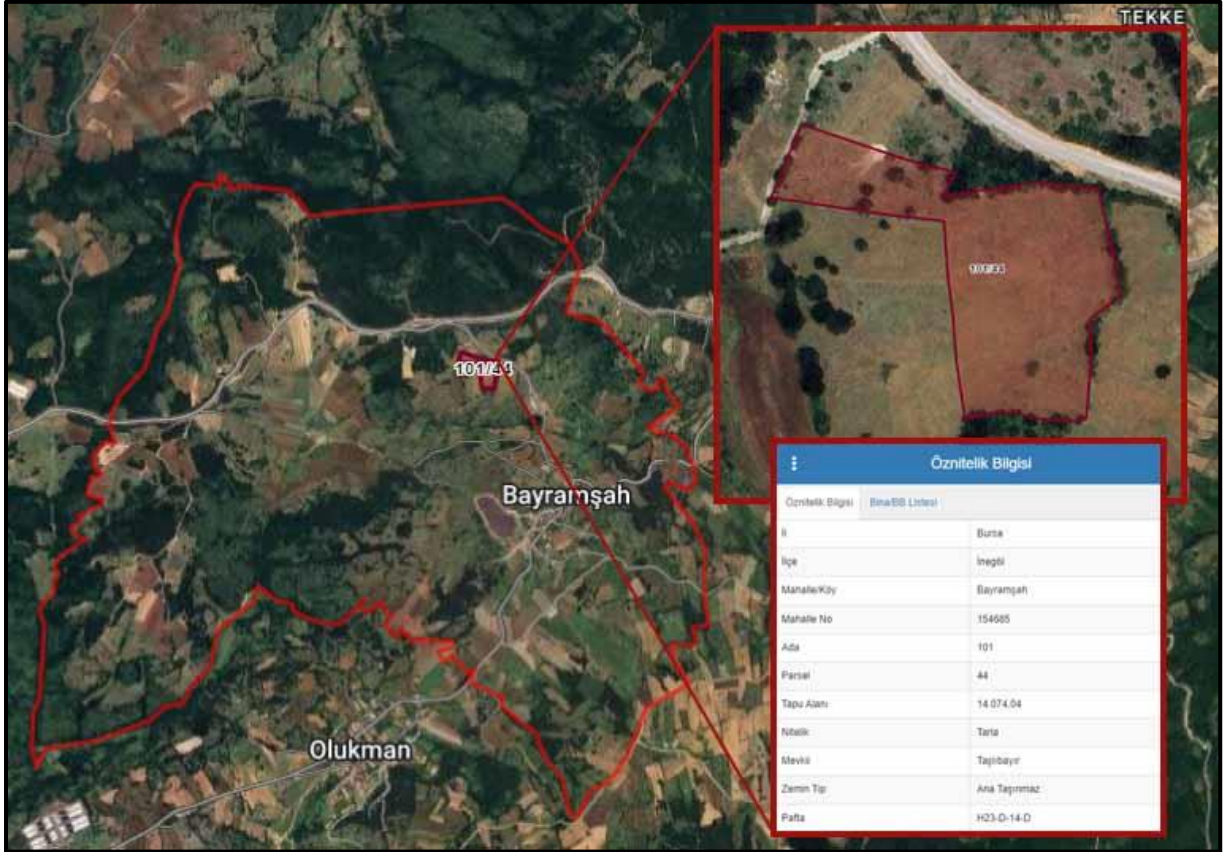 TEKKE
101/44
101/44
Bayramşah
Olukman
Öznitelik Bilgisi
Öznitelik Bilgisi Bina/BB Listesi
İl Bursa
İlçe İnegöl
Mahalle/Köy Bayramşah
Mahalle No 154685
Ada 101
Parsel 44
Tapu Alanı 14.074,04
Nitelik Tarla
Mevkii Taşlıbayır
Zemin Tip Ana Taşınmaz
Pafta H23-D-14-D